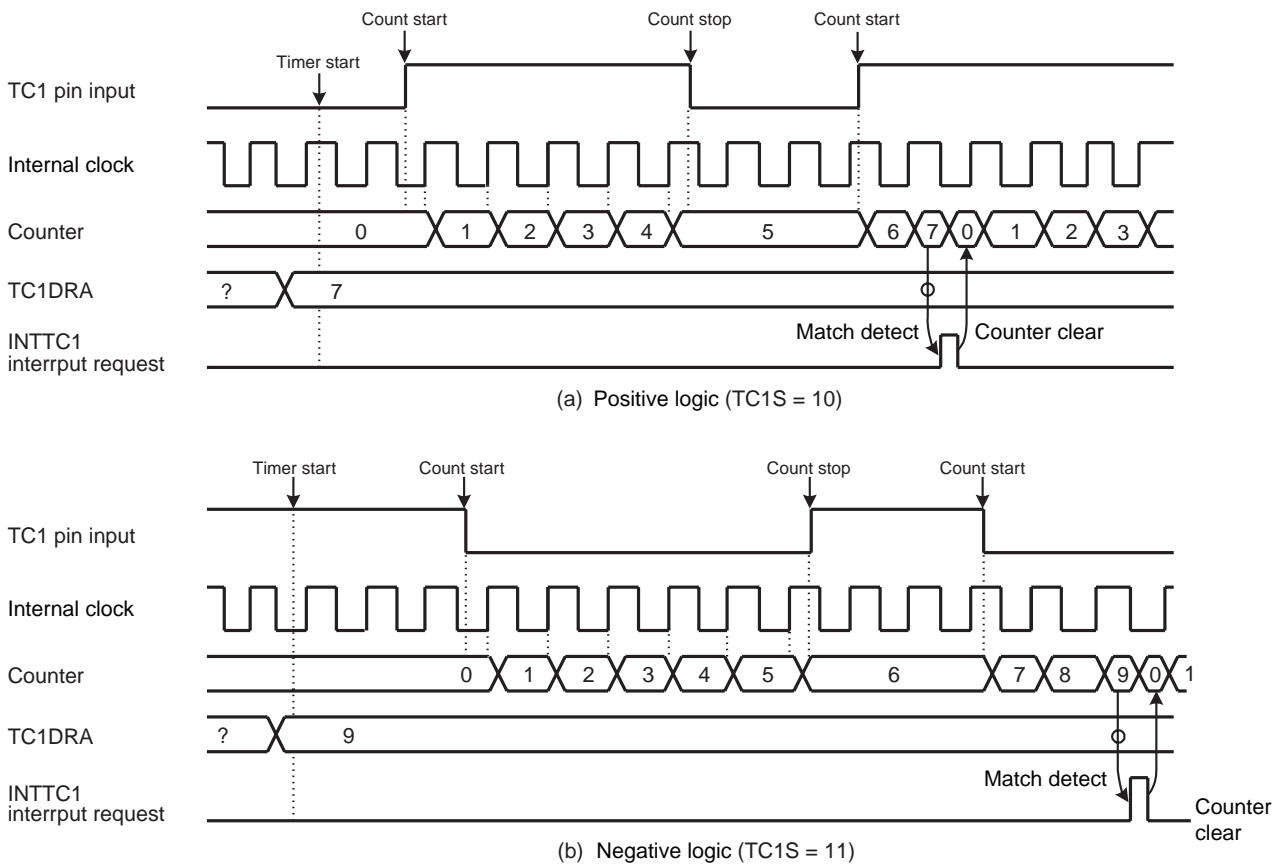 Count start Count stop Count start
Timer start
TC1 pin input
Internal clock
Counter 0 1 2 3 4 5 6 7 0 1 2 3
TC1DRA ? 7
INTTC1
interrput request
Match detect Counter clear
(a) Positive logic (TC1S = 10)
Timer start Count start Count stop Count start
TC1 pin input
Internal clock
Counter 0 1 2 3 4 5 6 7 8 9 0 1
TC1DRA ? 9
INTTC1
interrput request
Match detect
Counter
clear
(b) Negative logic (TC1S = 11)